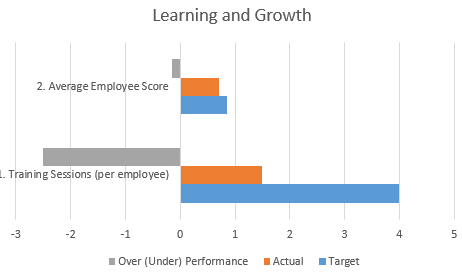 Learning and Growth
2. Average Employee Score
1. Training Sessions (per employee)
-3 -2 -1 0 1 2 3 4 5
Over (Under) Performance Actual Target